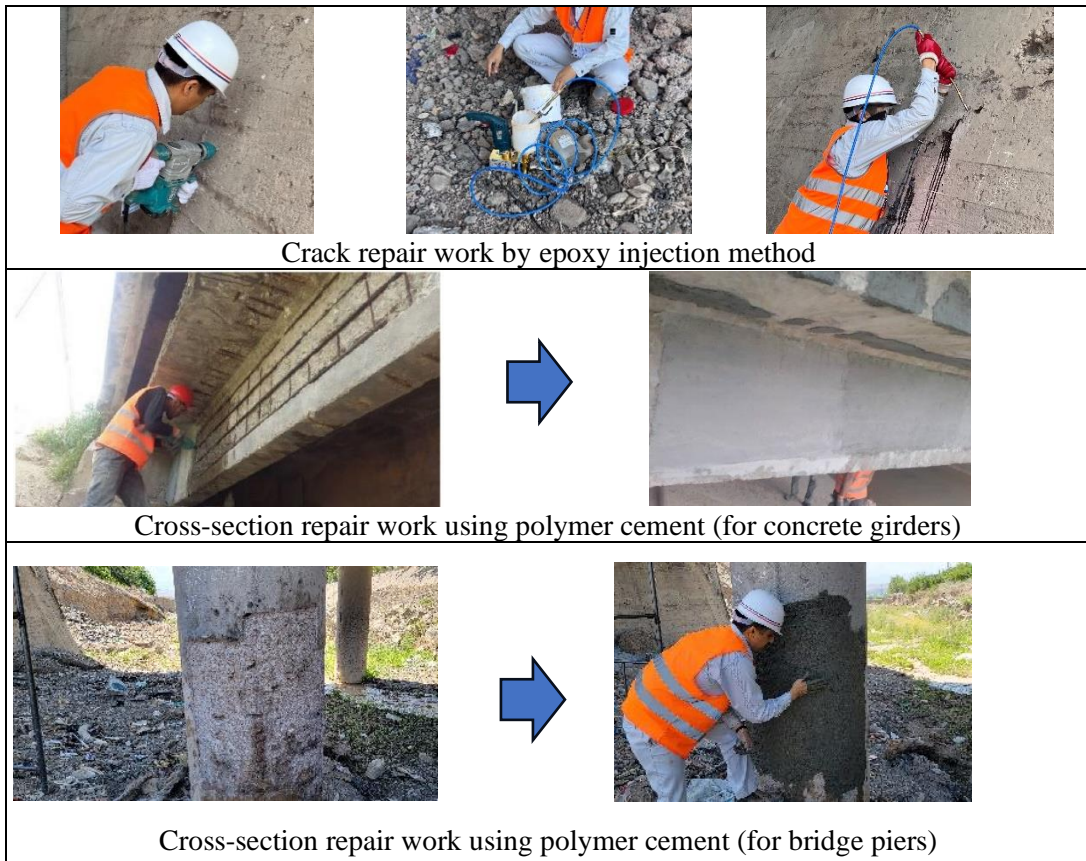 Crack repair work by epoxy injection method
Cross-section repair work using polymer cement (for concrete girders)
Cross-section repair work using polymer cement (for bridge piers)